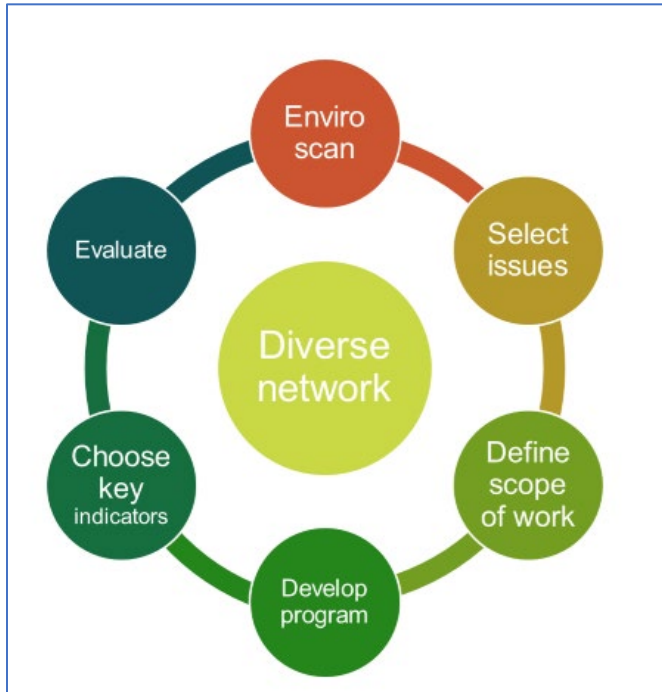 Enviro
scan
Select
issues
Define
scope
of work
Develop
program
Choose
key
indicators
Evaluate
Diverse
network